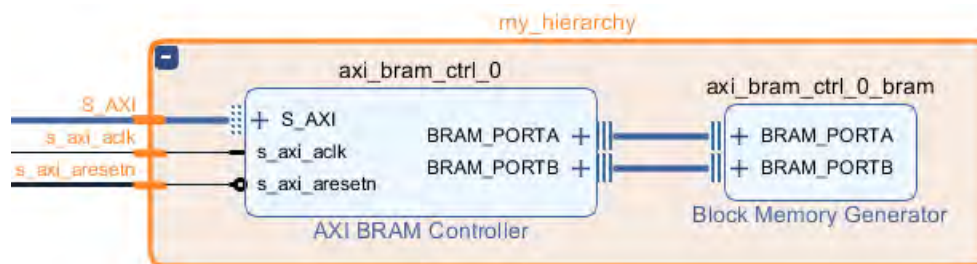 my_hierarchy
axi_bram_ctrl_0
axi_bram_ctrl_0_bram
S_AXI
s_axi_aclk
s_axi_aresetn
S_AXI
s_axi_aclk
s_axi_aresetn
BRAM_PORTA
BRAM_PORTB
BRAM_PORTA
BRAM_PORTB
AXI BRAM Controller
Block Memory Generator